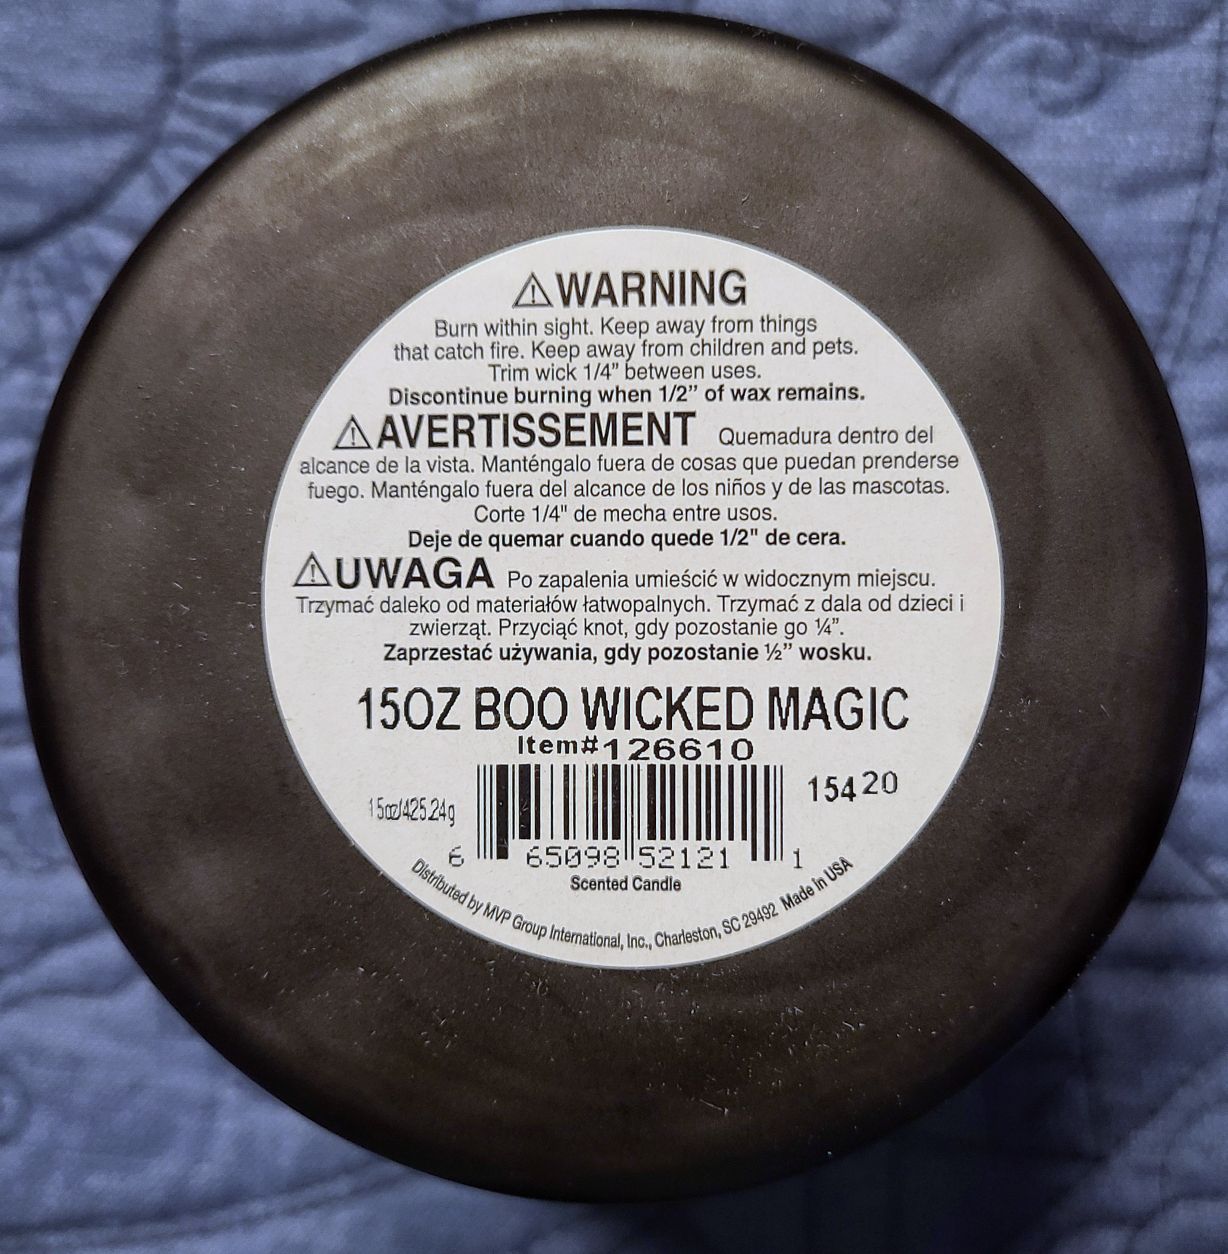 ⚠WARNING
Burn within sight. Keep away from things
that catch fire. Keep away from children and pets.
Trim wick 1/4” between uses.
Discontinue burning when 1/2” of wax remains.
⚠AVERTISSEMENT Quemadura dentro del
alcance de la vista. Manténgalo fuera de cosas que puedan prenderse
fuego. Manténgalo fuera del alcance de los niños y de las mascotas.
Corte 1/4" de mecha entre usos.
Deje de quemar cuando quede 1/2" de cera.
⚠UWAGA Po zapalenia umieścić w widocznym miejscu.
Trzymać daleko od materiałów łatwopalnych. Trzymać z dala od dzieci i
zwierząt. Przyciąć knot, gdy pozostanie go ¼”.
Zaprzestać używania, gdy pozostanie ½” wosku.
15OZ BOO WICKED MAGIC
Item#126610
15420
15oz/425.24g
6 65098 52121 1
Scented Candle
Distributed by MVP Group International, Inc., Charleston, SC 29492 Made in USA